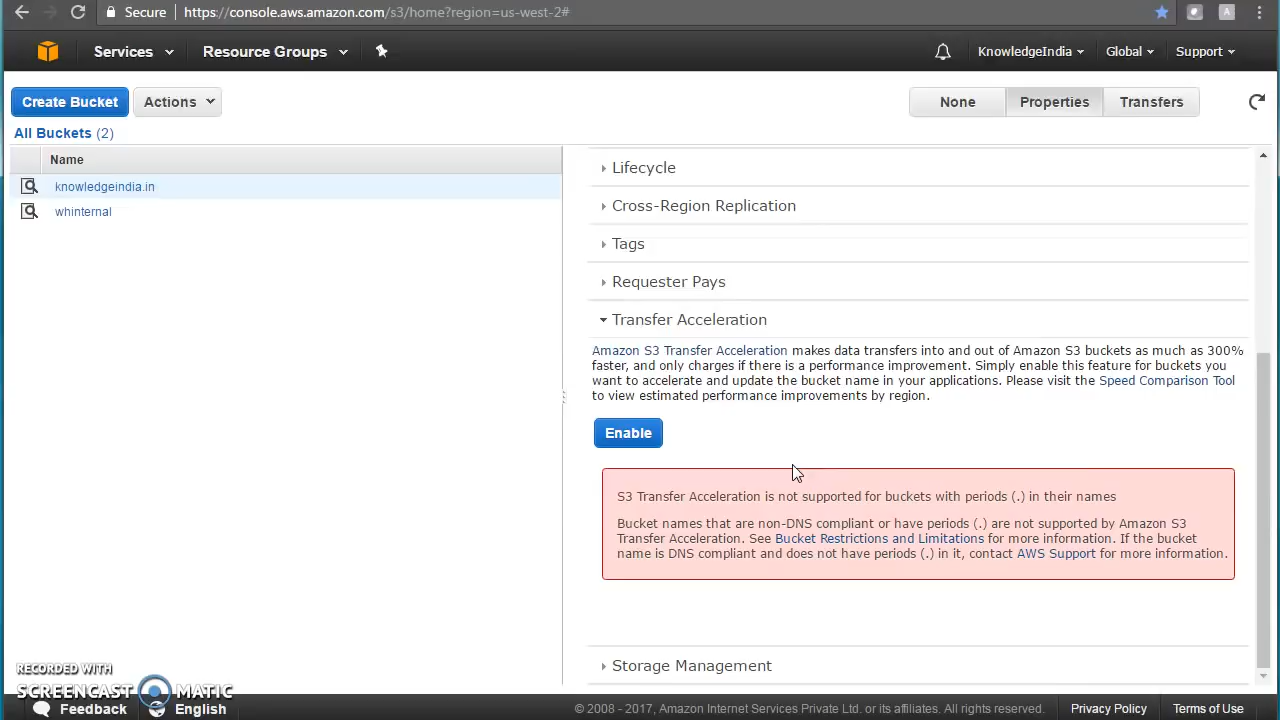 Secure https://console.aws.amazon.com/s3/home?region=us-west-2#
Services Resource Groups KnowledgeIndia Global Support
Create Bucket Actions None Properties Transfers
All Buckets (2)
Name
knowledgeindia.in
whinternal
Lifecycle
Cross-Region Replication
Tags
Requester Pays
Transfer Acceleration
Amazon S3 Transfer Acceleration makes data transfers into and out of Amazon S3 buckets as much as 300%
faster, and only charges if there is a performance improvement. Simply enable this feature for buckets you
want to accelerate and update the bucket name in your applications. Please visit the Speed Comparison Tool
to view estimated performance improvements by region.
Enable
S3 Transfer Acceleration is not supported for buckets with periods (.) in their names
Bucket names that are non-DNS compliant or have periods (.) are not supported by Amazon S3
Transfer Acceleration. See Bucket Restrictions and Limitations for more information. If the bucket
name is DNS compliant and does not have periods (.) in it, contact AWS Support for more information.
Storage Management
RECORDED WITH
SCREENCAST MATIC
Feedback English © 2008 - 2017, Amazon Internet Services Private Ltd. or its affiliates. All rights reserved. Privacy Policy Terms of Use